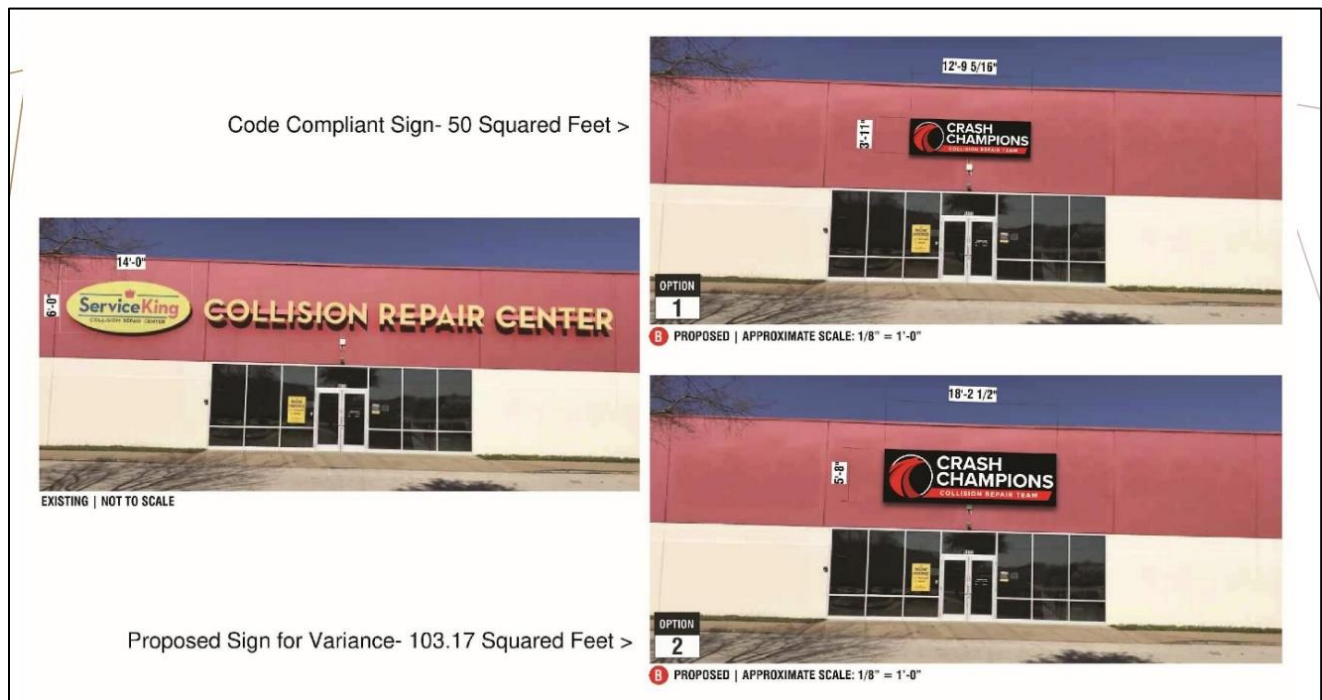 Code Compliant Sign- 50 Squared Feet >
12'-9 5/16"
3'-11"
CRASH
CHAMPIONS
COLLISION REPAIR TEAM
OPTION
1
B PROPOSED | APPROXIMATE SCALE: 1/8" = 1'-0"
14'-0"
6'-0"
ServiceKing
COLLISION REPAIR CENTER
COLLISION REPAIR CENTER
EXISTING | NOT TO SCALE
18'-2 1/2"
5'-8"
CRASH
CHAMPIONS
COLLISION REPAIR TEAM
Proposed Sign for Variance- 103.17 Squared Feet >
OPTION
2
B PROPOSED | APPROXIMATE SCALE: 1/8" = 1'-0"